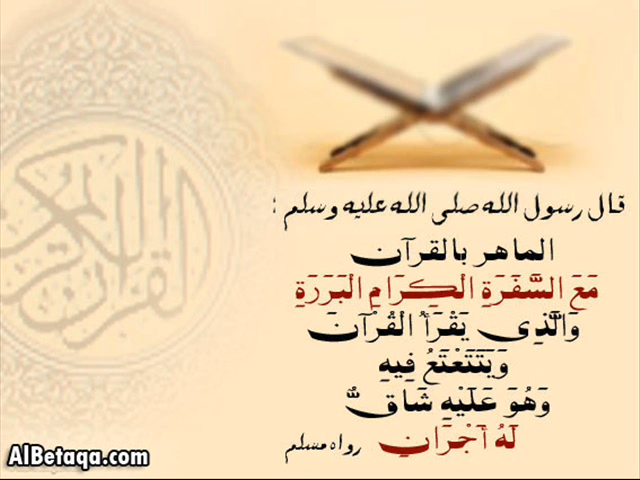 قال رسول الله صلى الله عليه وسلم :
الماهر بالقرآن
مَعَ السَّفَرَةِ الْكِرَامِ الْبَرَرَةِ
وَالَّذِي يَقْرَأُ الْقُرْآنَ
وَيَتَتَعْتَعُ فِيهِ
وَهُوَ عَلَيْهِ شَاقٌّ
لَهُ أَجْرَانِ رواه مسلم
القرآن الكريم
AlBetaqa.com